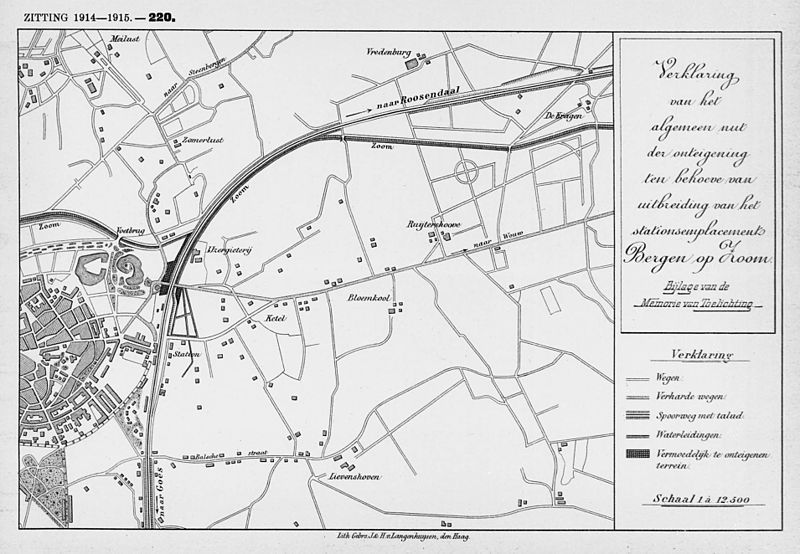 ZITTING 1914—1915. — 220.
Meilust
naar Steenbergen
Vredenburg
naar Roosendaal
De Kragen
Zomerlust
Zoom
Zoom
Zoom
Voetbrug
IJzergieterij
Ruytershoove
naar Wouw
Bloemkool
Ketel
Station
Balsche straat
Lievenshoven
naar Goes
Verklaring
van het
algemeen nut
der onteigening
ten behoeve van
uitbreiding van het
stationsemplacement
Bergen op Zoom.
Bijlage van de
Memorie van Toelichting
Verklaring
Wegen.
Verharde wegen.
Spoorweg met talud.
Waterleidingen.
Vermoedelijk te onteigenen
terrein.
Schaal 1 à 12.500
Lith. Gebrs. J. & H. v. Langenhuysen, den Haag.